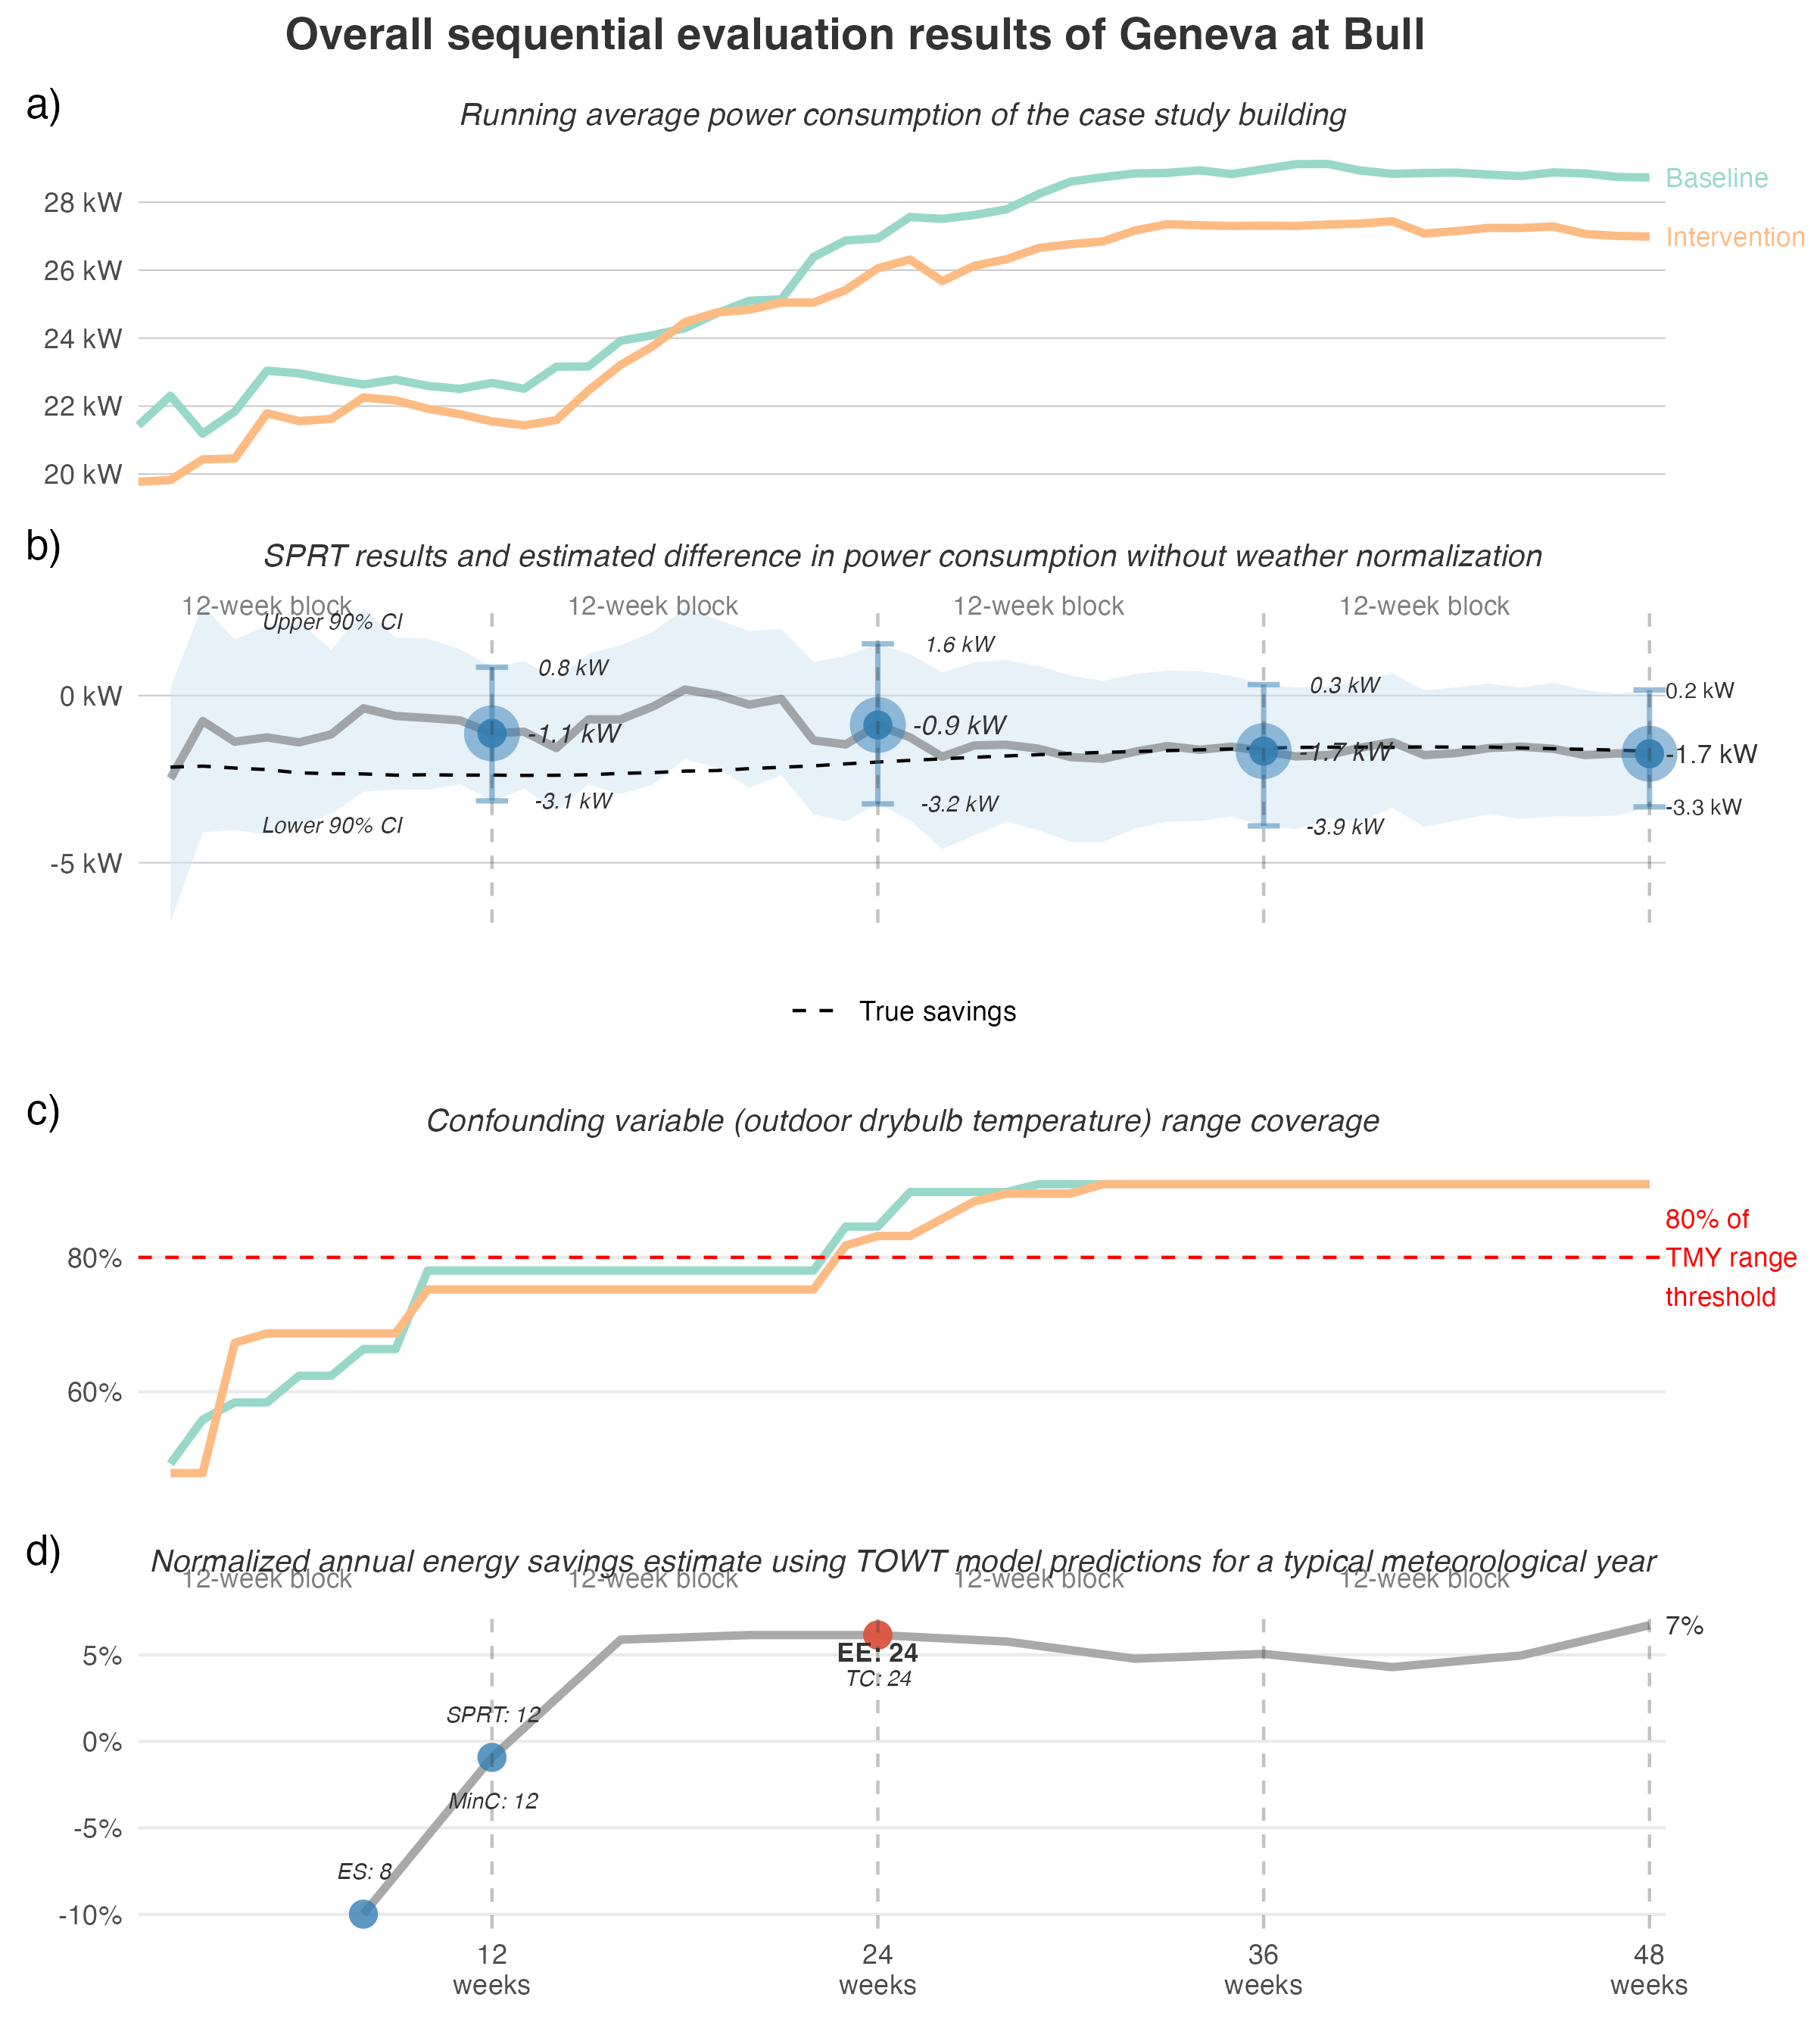 Overall sequential evaluation results of Geneva at Bull
a)
Running average power consumption of the case study building
28 kW
26 kW
24 kW
22 kW
20 kW
Baseline
Intervention
b)
SPRT results and estimated difference in power consumption without weather normalization
12-week block
12-week block
12-week block
12-week block
Upper 90% CI
Lower 90% CI
0 kW
-5 kW
0.8 kW
-1.1 kW
-3.1 kW
1.6 kW
-0.9 kW
-3.2 kW
0.3 kW
-1.7 kW
-3.9 kW
0.2 kW
-1.7 kW
-3.3 kW
True savings
c)
Confounding variable (outdoor drybulb temperature) range coverage
80%
60%
80% of
TMY range
threshold
d)
Normalized annual energy savings estimate using TOWT model predictions for a typical meteorological year
12-week block
12-week block
12-week block
12-week block
5%
0%
-5%
-10%
7%
EE: 24
TC: 24
SPRT: 12
MinC: 12
ES: 8
12
weeks
24
weeks
36
weeks
48
weeks